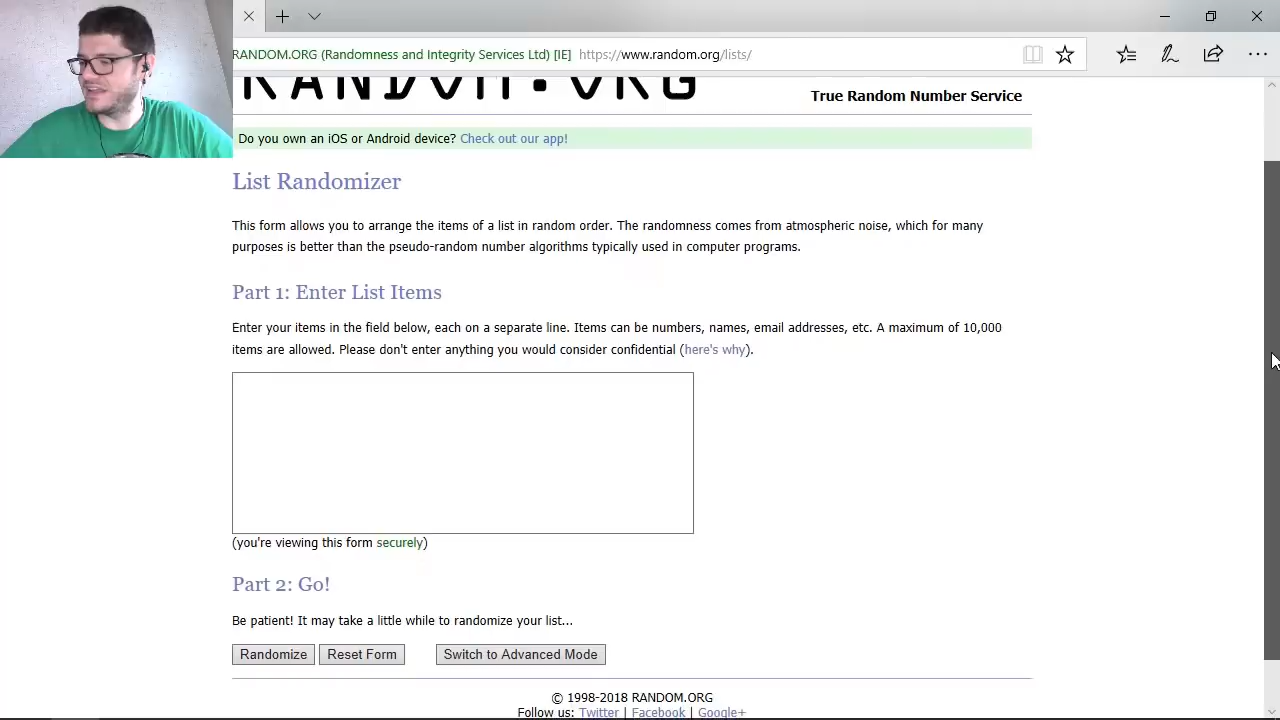 RANDOM.ORG (Randomness and Integrity Services Ltd) [IE] https://www.random.org/lists/
RANDOM.ORG
True Random Number Service
Do you own an iOS or Android device? Check out our app!
List Randomizer
This form allows you to arrange the items of a list in random order. The randomness comes from atmospheric noise, which for many
purposes is better than the pseudo-random number algorithms typically used in computer programs.
Part 1: Enter List Items
Enter your items in the field below, each on a separate line. Items can be numbers, names, email addresses, etc. A maximum of 10,000
items are allowed. Please don't enter anything you would consider confidential (here's why).
(you're viewing this form securely)
Part 2: Go!
Be patient! It may take a little while to randomize your list...
Randomize Reset Form Switch to Advanced Mode
© 1998-2018 RANDOM.ORG
Follow us: Twitter | Facebook | Google+